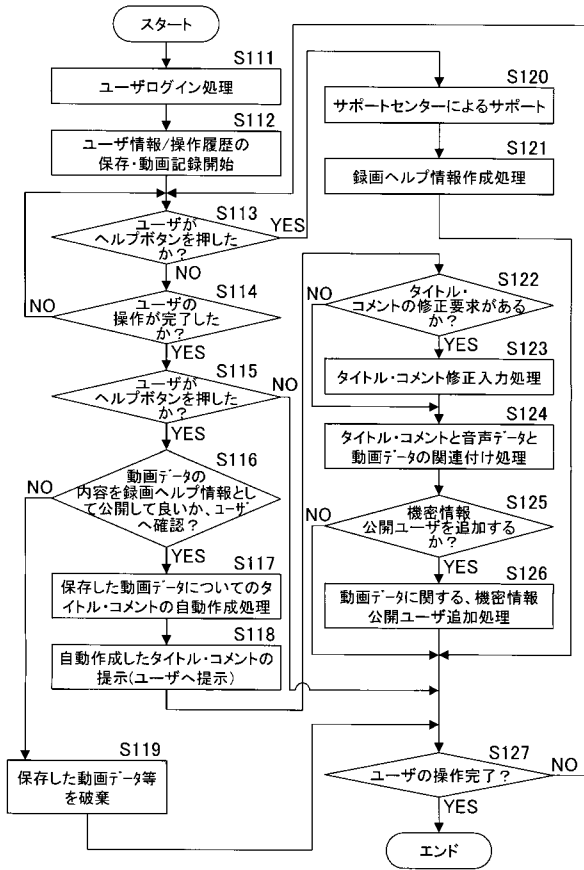 スタート
S111
ユーザログイン処理
S112
ユーザ情報/操作履歴の
保存・動画記録開始
S113
ユーザが
ヘルプボタンを押した
か?
YES
NO
S114
ユーザの
操作が完了した
か?
NO
YES
S115
ユーザが
ヘルプボタンを押した
か?
NO
YES
S116
動画データの
内容を録画ヘルプ情報とし
て公開して良いか、ユーザ
へ確認?
NO
YES
S117
保存した動画データについてのタ
イトル・コメントの自動作成処理
S118
自動作成したタイトル・コメントの
提示(ユーザへ提示)
S119
保存した動画データ等
を破棄
S120
サポートセンターによるサポート
S121
録画ヘルプ情報作成処理
S122
タイトル・
コメントの修正要求がある
か?
NO
YES
S123
タイトル・コメント修正入力処理
S124
タイトル・コメントと音声データと
動画データの関連付け処理
S125
機密情報
公開ユーザを追加する
か?
NO
YES
S126
動画データに関する、機密情報
公開ユーザ追加処理
S127
ユーザの操作完了?
NO
YES
エンド